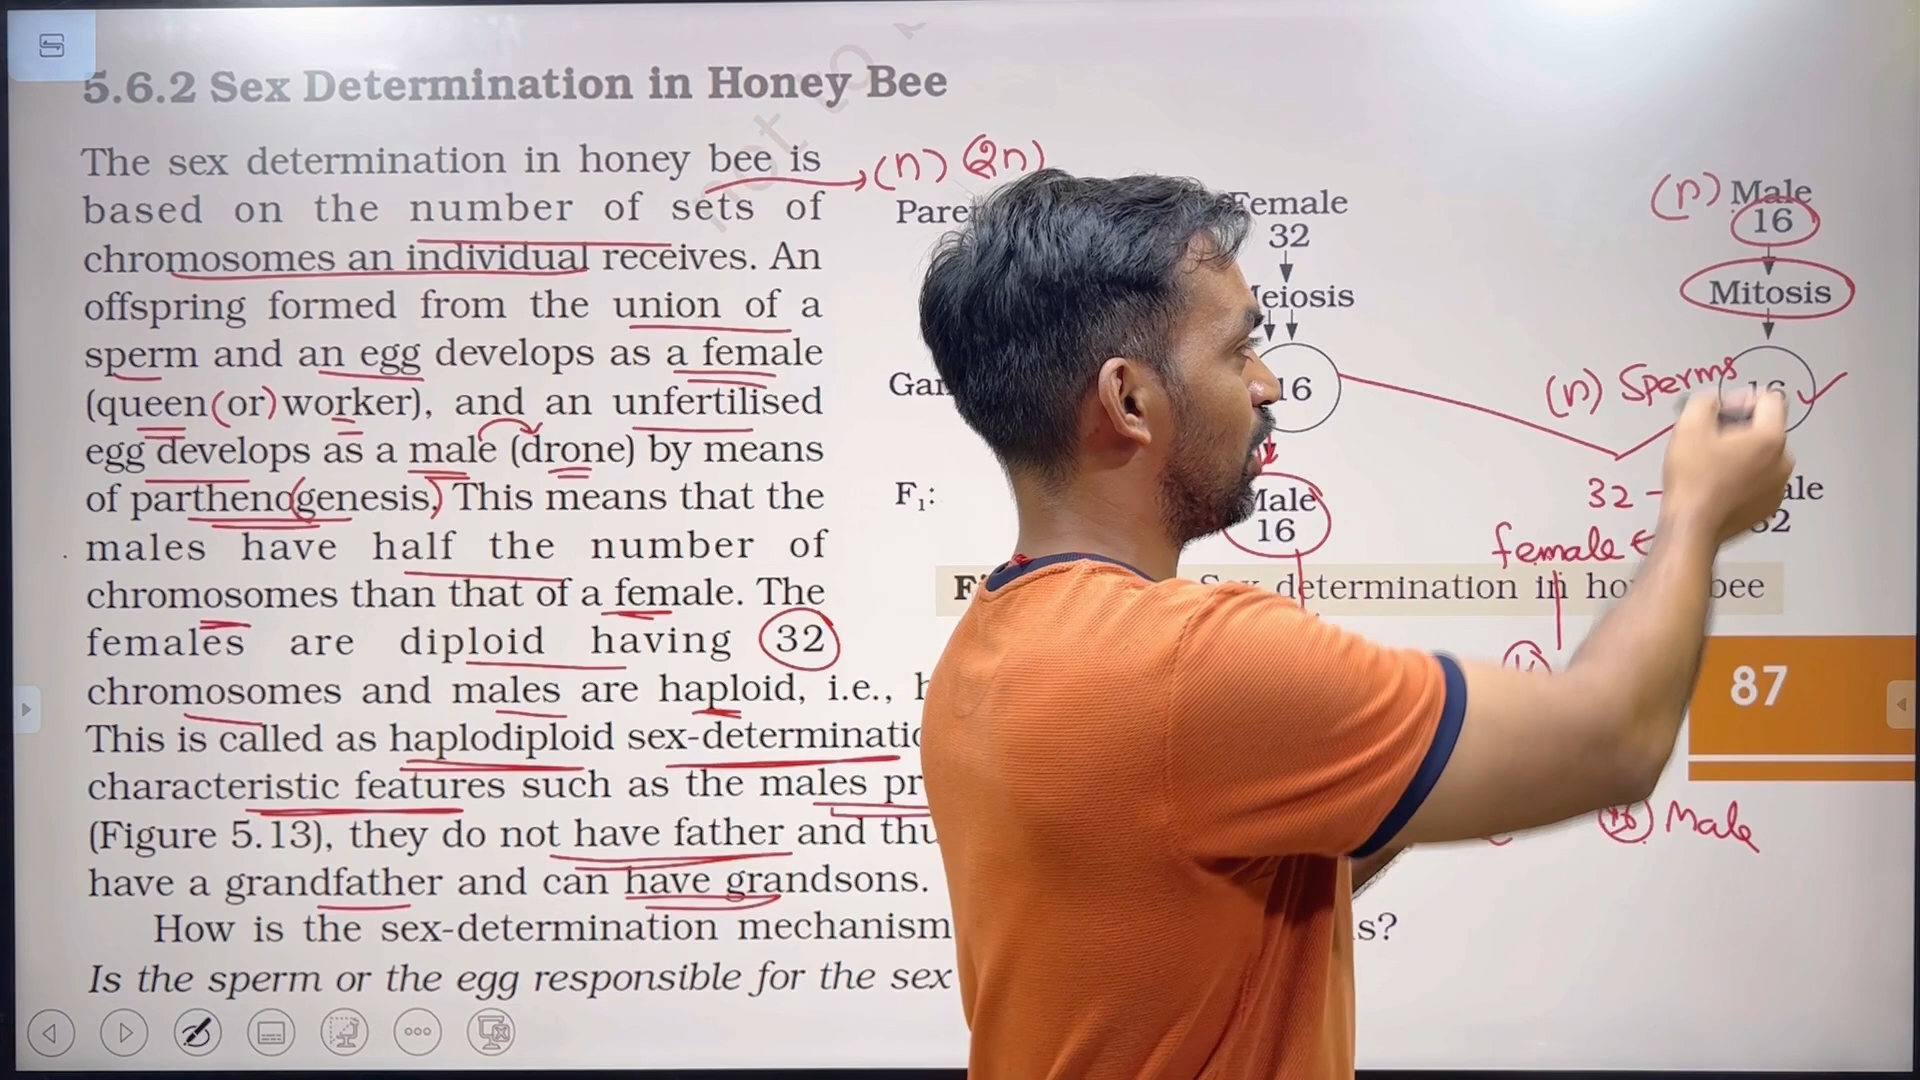 not to b
5.6.2 Sex Determination in Honey Bee
The sex determination in honey bee is
based on the number of sets of
chromosomes an individual receives. An
offspring formed from the union of a
sperm and an egg develops as a female
(queen (or) worker), and an unfertilised
egg develops as a male (drone) by means
of parthenogenesis. This means that the
males have half the number of
chromosomes than that of a female. The
females are diploid having 32
chromosomes and males are haploid, i.e.,
This is called as haplodiploid
characteristic features such as the males
(Figure 5.13), they do not have father and
have a grandfather and can have grandsons.
How is the sex-determination mechanism
Is the sperm or the egg responsible for the sex
(n) (2n)
Female
32
Meiosis
16
(n) Male
16
Mitosis
(n) Sperms 16
F₁:
Male
16
32
32
female
determination in bee
87
16 Male